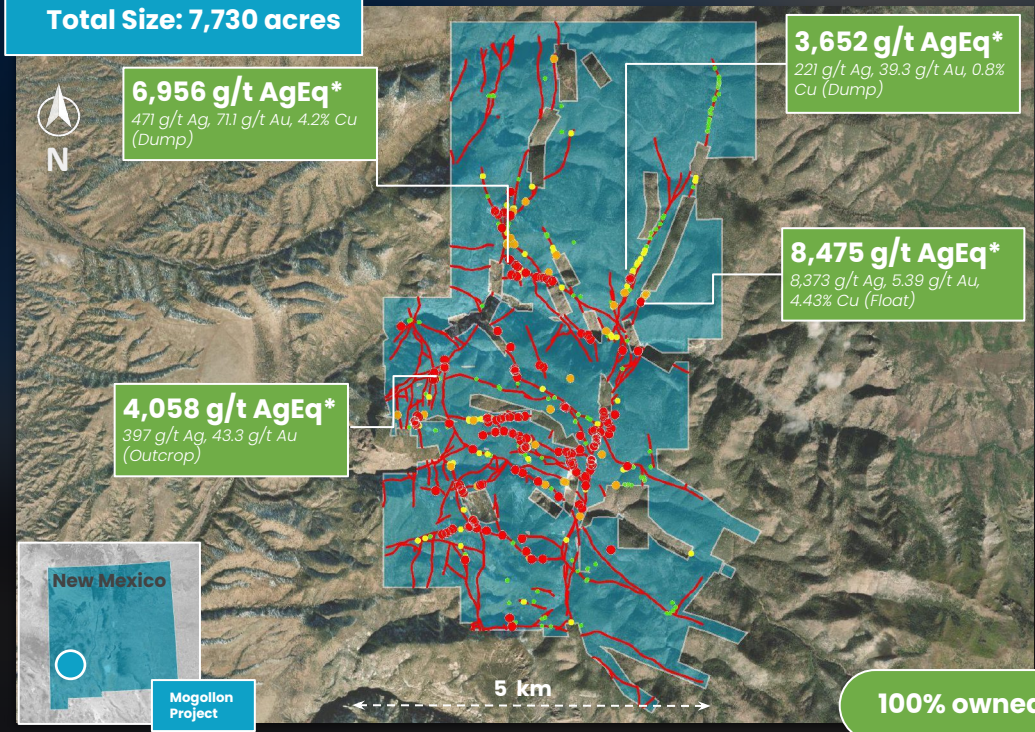 Total Size: 7,730 acres
3,652 g/t AgEq*
221 g/t Ag, 39.3 g/t Au, 0.8%
Cu (Dump)
6,956 g/t AgEq*
471 g/t Ag, 71.1 g/t Au, 4.2% Cu
(Dump)
N
8,475 g/t AgEq*
8,373 g/t Ag, 5.39 g/t Au,
4.43% Cu (Float)
4,058 g/t AgEq*
397 g/t Ag, 43.3 g/t Au
(Outcrop)
New Mexico
Mogollon
Project
5 km
100% owned